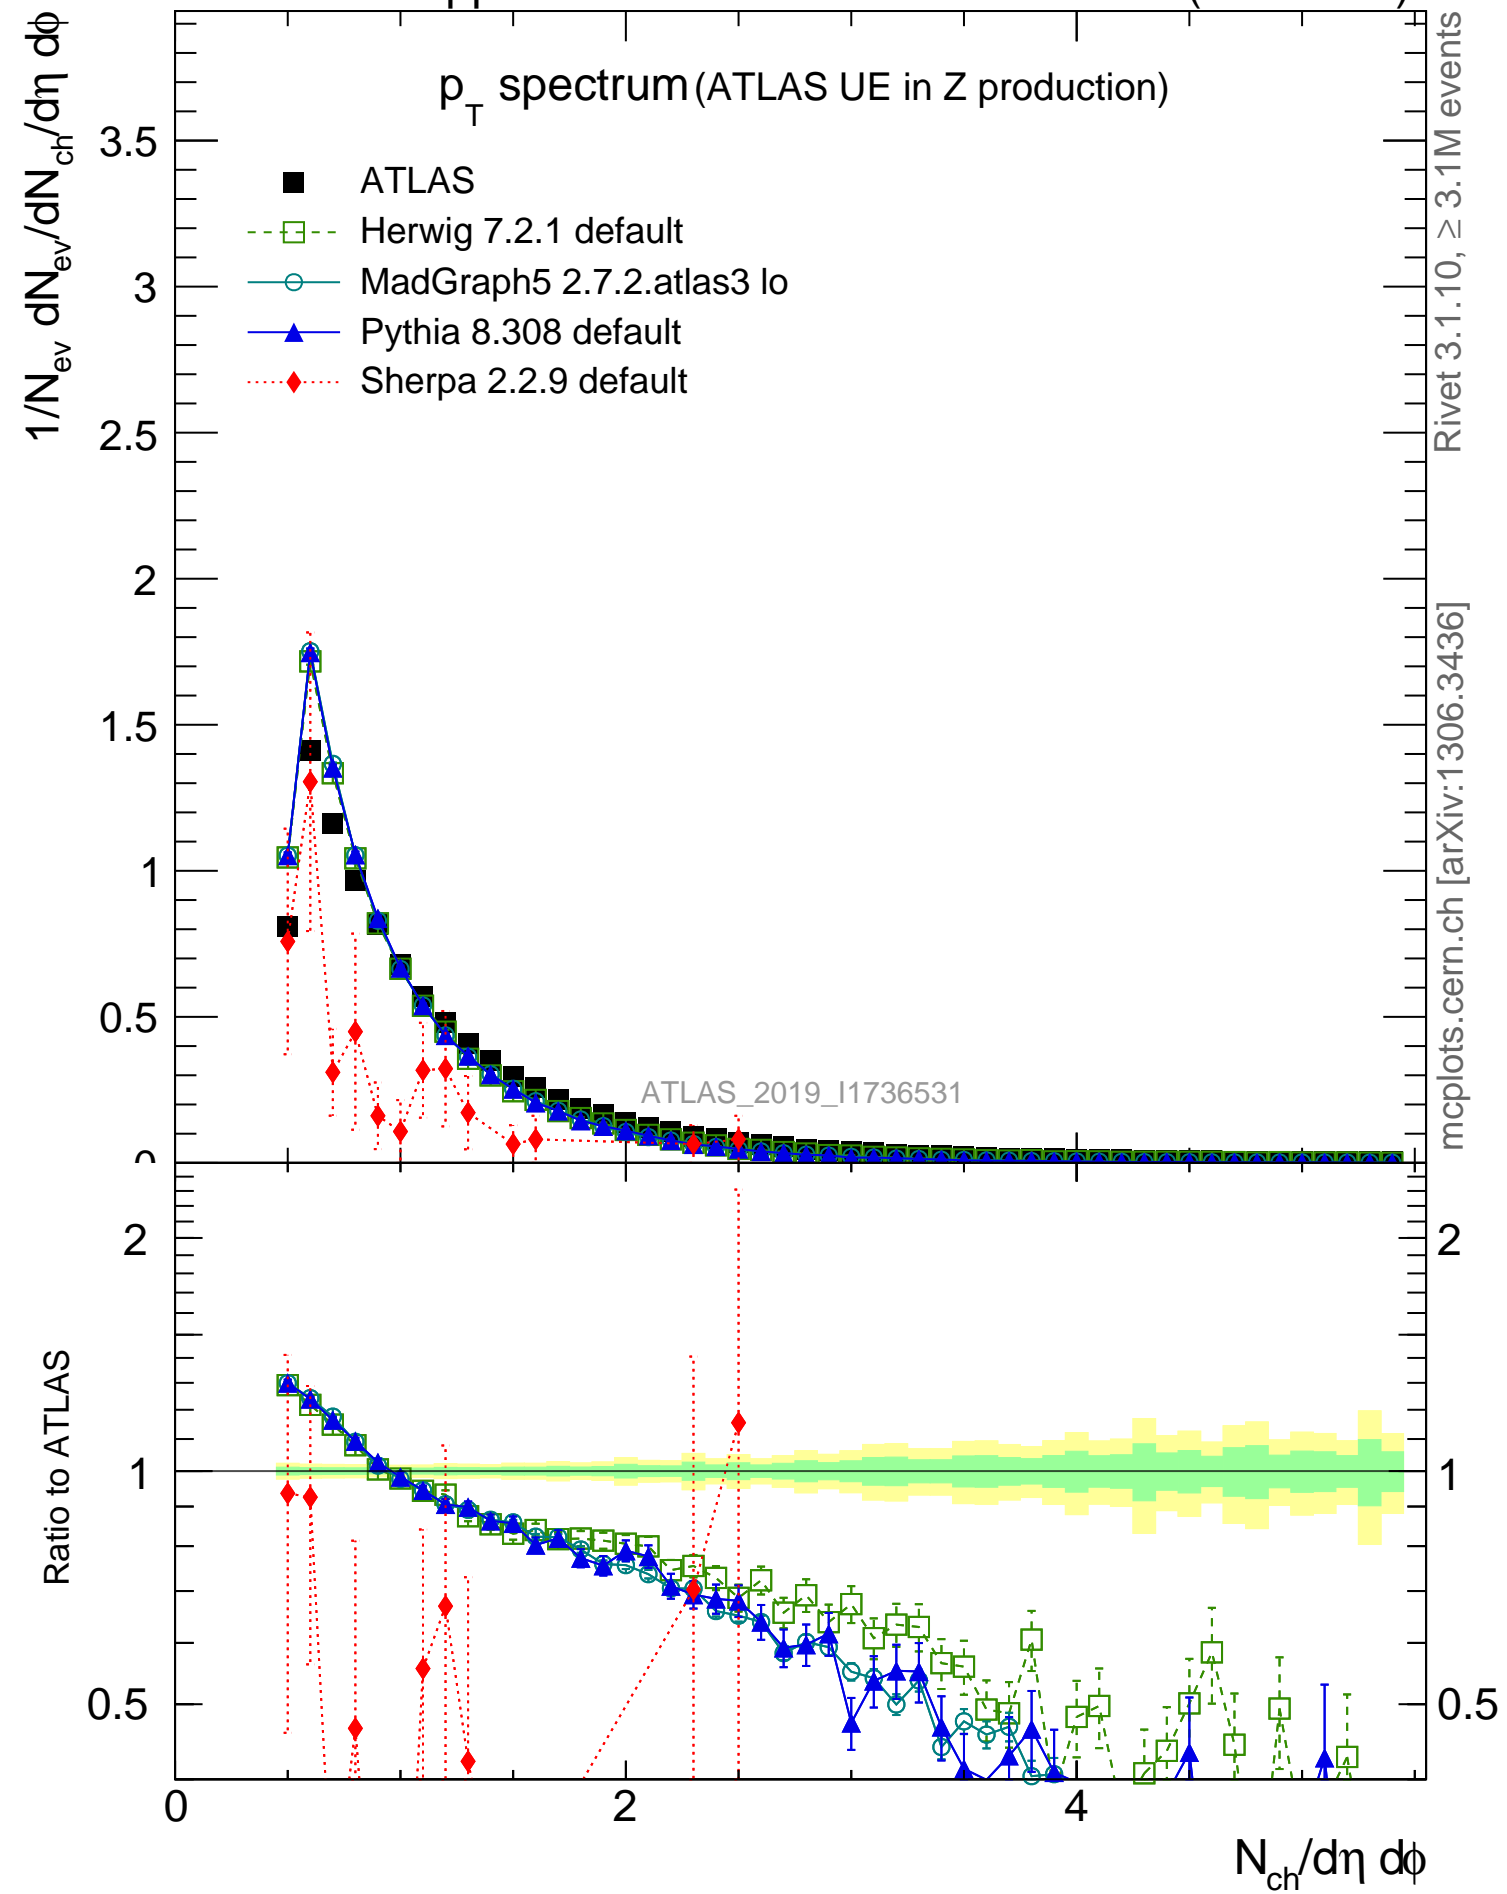 p_T spectrum (ATLAS UE in Z production)
1/N_ev dN_ev/dN_ch/dη dϕ
ATLAS
Herwig 7.2.1 default
MadGraph5 2.7.2.atlas3 lo
Pythia 8.308 default
Sherpa 2.2.9 default
3.5
3
2.5
2
1.5
1
0.5
0
ATLAS_2019_I1736531
Rivet 3.1.10, ≥ 3.1M events
mcplots.cern.ch [arXiv:1306.3436]
Ratio to ATLAS
2
1
0.5
2
1
0.5
0
2
4
N_ch/dη dϕ